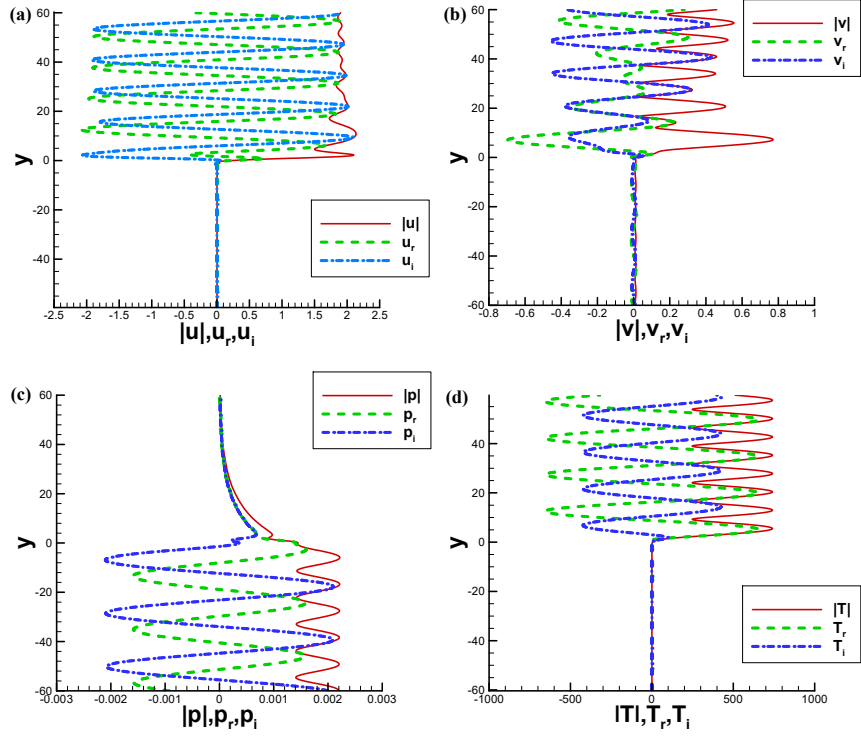 (a)
60
40
20
0
-20
-40
y
|u|
u_r
u_i
-2.5 -2 -1.5 -1 -0.5 0 0.5 1 1.5 2 2.5
|u|,u_r,u_i
(b)
60
40
20
0
-20
-40
-60
y
|v|
v_r
v_i
-0.8 -0.6 -0.4 -0.2 0 0.2 0.4 0.6 0.8 1
|v|,v_r,v_i
(c)
60
40
20
0
-20
-40
-60
y
|p|
p_r
p_i
-0.003 -0.002 -0.001 0 0.001 0.002 0.003
|p|,p_r,p_i
(d)
40
20
0
-20
-40
-60
y
|T|
T_r
T_i
-1000 -500 0 500 1000
|T|,T_r,T_i